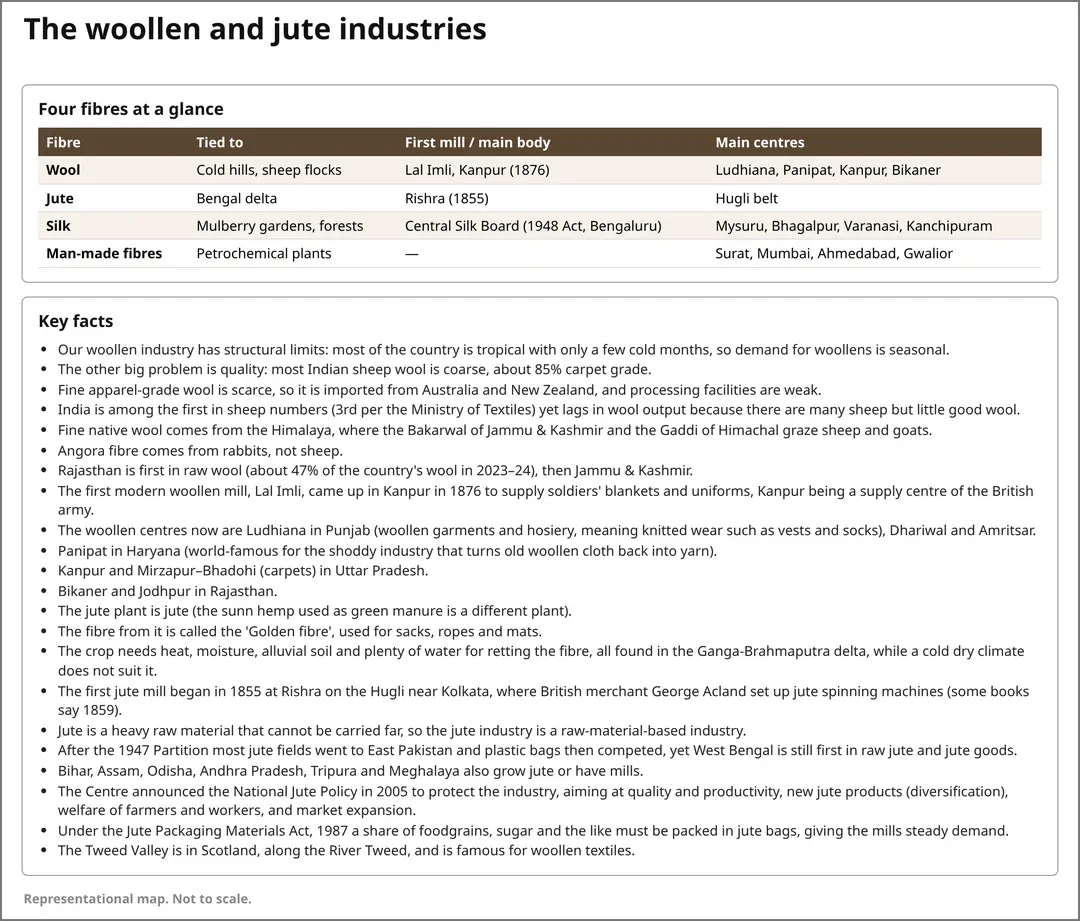 The woollen and jute industries
Four fibres at a glance
Fibre Tied to First mill / main body Main centres
Wool Cold hills, sheep flocks Lal Imli, Kanpur (1876) Ludhiana, Panipat, Kanpur, Bikaner
Jute Bengal delta Rishra (1855) Hugli belt
Silk Mulberry gardens, forests Central Silk Board (1948 Act, Bengaluru) Mysuru, Bhagalpur, Varanasi, Kanchipuram
Man-made fibres Petrochemical plants — Surat, Mumbai, Ahmedabad, Gwalior
Key facts
• Our woollen industry has structural limits: most of the country is tropical with only a few cold months, so demand for woollens is seasonal.
• The other big problem is quality: most Indian sheep wool is coarse, about 85% carpet grade.
• Fine apparel-grade wool is scarce, so it is imported from Australia and New Zealand, and processing facilities are weak.
• India is among the first in sheep numbers (3rd per the Ministry of Textiles) yet lags in wool output because there are many sheep but little good wool.
• Fine native wool comes from the Himalaya, where the Bakarwal of Jammu & Kashmir and the Gaddi of Himachal graze sheep and goats.
• Angora fibre comes from rabbits, not sheep.
• Rajasthan is first in raw wool (about 47% of the country's wool in 2023–24), then Jammu & Kashmir.
• The first modern woollen mill, Lal Imli, came up in Kanpur in 1876 to supply soldiers' blankets and uniforms, Kanpur being a supply centre of the British
army.
• The woollen centres now are Ludhiana in Punjab (woollen garments and hosiery, meaning knitted wear such as vests and socks), Dhariwal and Amritsar.
• Panipat in Haryana (world-famous for the shoddy industry that turns old woollen cloth back into yarn).
• Kanpur and Mirzapur–Bhadohi (carpets) in Uttar Pradesh.
• Bikaner and Jodhpur in Rajasthan.
• The jute plant is jute (the sunn hemp used as green manure is a different plant).
• The fibre from it is called the 'Golden fibre', used for sacks, ropes and mats.
• The crop needs heat, moisture, alluvial soil and plenty of water for retting the fibre, all found in the Ganga-Brahmaputra delta, while a cold dry climate
does not suit it.
• The first jute mill began in 1855 at Rishra on the Hugli near Kolkata, where British merchant George Acland set up jute spinning machines (some books
say 1859).
• Jute is a heavy raw material that cannot be carried far, so the jute industry is a raw-material-based industry.
• After the 1947 Partition most jute fields went to East Pakistan and plastic bags then competed, yet West Bengal is still first in raw jute and jute goods.
• Bihar, Assam, Odisha, Andhra Pradesh, Tripura and Meghalaya also grow jute or have mills.
• The Centre announced the National Jute Policy in 2005 to protect the industry, aiming at quality and productivity, new jute products (diversification),
welfare of farmers and workers, and market expansion.
• Under the Jute Packaging Materials Act, 1987 a share of foodgrains, sugar and the like must be packed in jute bags, giving the mills steady demand.
• The Tweed Valley is in Scotland, along the River Tweed, and is famous for woollen textiles.
Representational map. Not to scale.